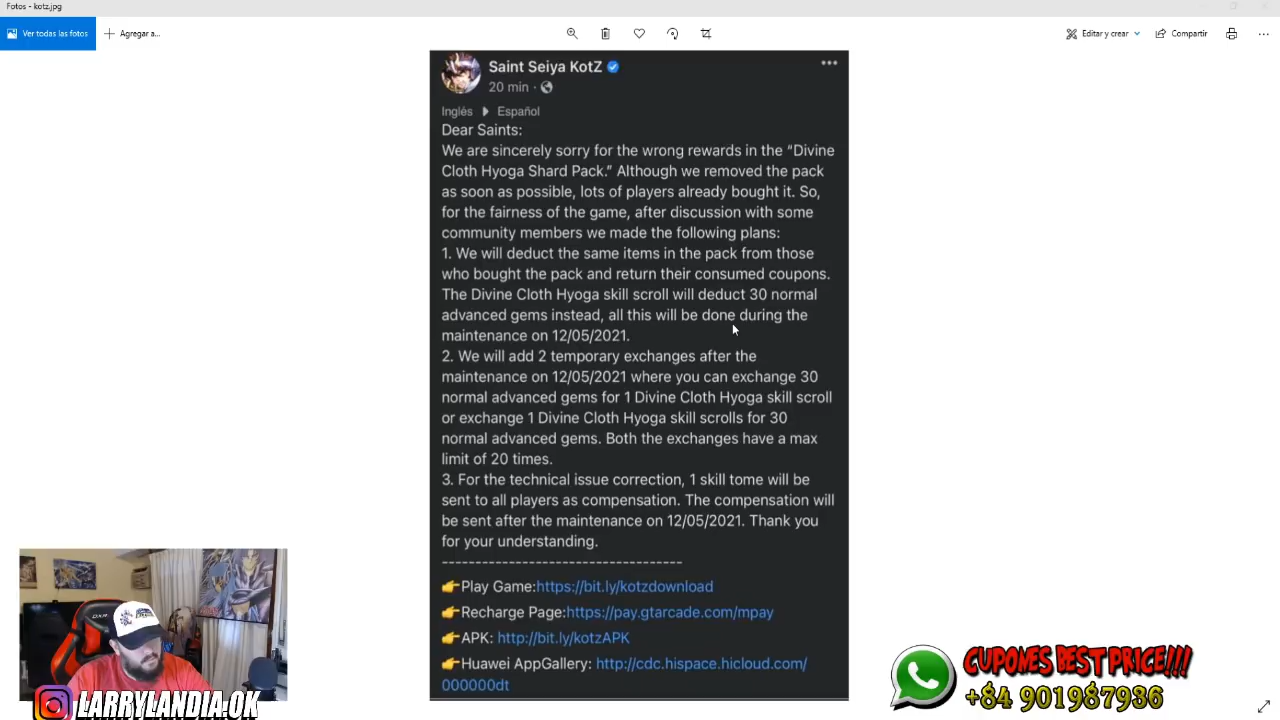 Fotos - kotz.jpg
Ver todas las fotos
Agregar a...
Editar y crear
Compartir
Saint Seiya KotZ
20 min ·
Inglés ▶ Español
Dear Saints:
We are sincerely sorry for the wrong rewards in the “Divine
Cloth Hyoga Shard Pack.” Although we removed the pack
as soon as possible, lots of players already bought it. So,
for the fairness of the game, after discussion with some
community members we made the following plans:
1. We will deduct the same items in the pack from those
who bought the pack and return their consumed coupons.
The Divine Cloth Hyoga skill scroll will deduct 30 normal
advanced gems instead, all this will be done during the
maintenance on 12/05/2021.
2. We will add 2 temporary exchanges after the
maintenance on 12/05/2021 where you can exchange 30
normal advanced gems for 1 Divine Cloth Hyoga skill scroll
or exchange 1 Divine Cloth Hyoga skill scrolls for 30
normal advanced gems. Both the exchanges have a max
limit of 20 times.
3. For the technical issue correction, 1 skill tome will be
sent to all players as compensation. The compensation will
be sent after the maintenance on 12/05/2021. Thank you
for your understanding.
------------------------------------
👉Play Game:https://bit.ly/kotzdownload
👉Recharge Page:https://pay.gtarcade.com/mpay
👉APK: http://bit.ly/kotzAPK
👉Huawei AppGallery: http://cdc.hispace.hicloud.com/
000000dt
LARRYLANDIA.OK
CUPONES BEST PRICE!!!
+84 901987936